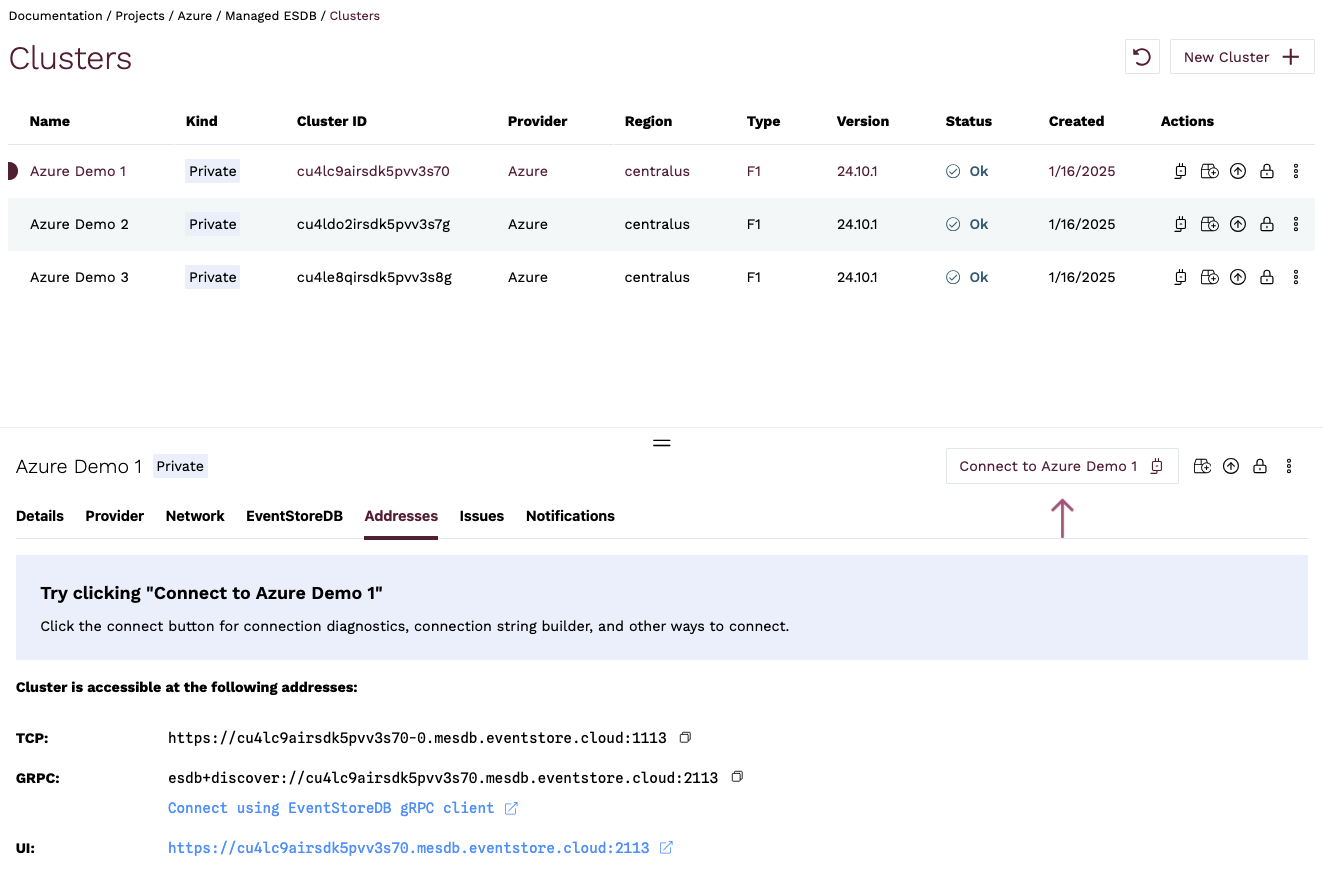 Documentation / Projects / Azure / Managed ESDB / Clusters
Clusters
New Cluster
Name Kind Cluster ID Provider Region Type Version Status Created Actions
Azure Demo 1 Private cu4lc9airsdk5pvv3s70 Azure centralus F1 24.10.1 Ok 1/16/2025
Azure Demo 2 Private cu4ldo2irsdk5pvv3s7g Azure centralus F1 24.10.1 Ok 1/16/2025
Azure Demo 3 Private cu4le8qirsdk5pvv3s8g Azure centralus F1 24.10.1 Ok 1/16/2025
Azure Demo 1 Private Connect to Azure Demo 1
Details Provider Network EventStoreDB Addresses Issues Notifications
Try clicking "Connect to Azure Demo 1"
Click the connect button for connection diagnostics, connection string builder, and other ways to connect.
Cluster is accessible at the following addresses:
TCP: https://cu4lc9airsdk5pvv3s70-0.mesdb.eventstore.cloud:1113
GRPC: esdb+discover://cu4lc9airsdk5pvv3s70.mesdb.eventstore.cloud:2113
Connect using EventStoreDB gRPC client
UI: https://cu4lc9airsdk5pvv3s70.mesdb.eventstore.cloud:2113